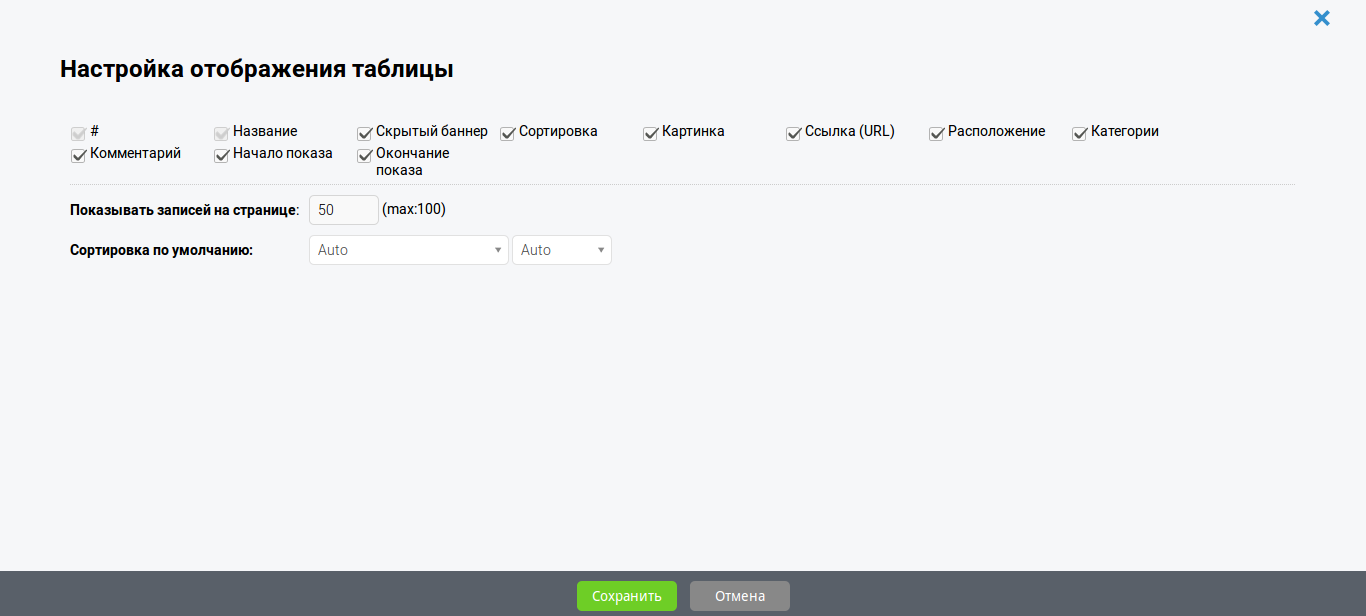 Настройка отображения таблицы
# Название Скрытый баннер Сортировка Картинка Ссылка (URL) Расположение Категории
Комментарий Начало показа Окончание показа
Показывать записей на странице: 50 (max:100)
Сортировка по умолчанию: Auto Auto
Сохранить Отмена